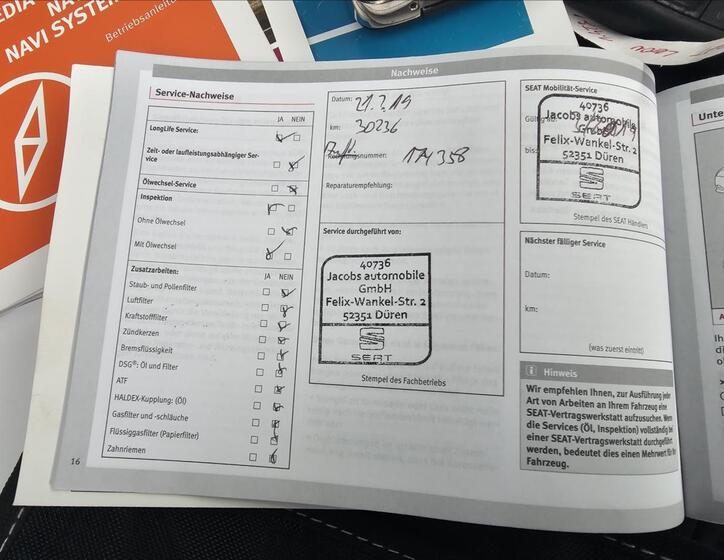 NAVI SYSTEM
Betriebsanleitung
Nachweise
Service-Nachweise
JA NEIN
LongLife Service:
Zeit- oder laufleistungsabhängiger Ser-
vice
Ölwechsel-Service
Inspektion
Ohne Ölwechsel
Mit Ölwechsel
Zusatzarbeiten: JA NEIN
Staub- und Pollenfilter
Luftfilter
Kraftstofffilter
Zündkerzen
Bremsflüssigkeit
DSG®: Öl und Filter
ATF
HALDEX-Kupplung: (Öl)
Gasfilter und -schläuche
Flüssiggasfilter (Papierfilter)
Zahnriemen
16
Datum:
km: 30236
Rechnungsnummer: 174358
Reparaturempfehlung:
Service durchgeführt von:
40736
Jacobs automobile
GmbH
Felix-Wankel-Str. 2
52351 Düren
SEAT
Stempel des Fachbetriebs
SEAT Mobilität-Service
40736
Jacobs automobile
GmbH
Felix-Wankel-Str. 2
bis:
52351 Düren
SEAT
Stempel des SEAT Händlers
Nächster fälliger Service
Datum:
km:
(was zuerst eintritt)
Hinweis
Wir empfehlen Ihnen, zur Ausführung jeder
Art von Arbeiten an Ihrem Fahrzeug eine
SEAT-Vertragswerkstatt aufzusuchen. Wenn
die Services (Öl, Inspektion) vollständig bei
einer SEAT-Vertragswerkstatt durchgeführt
werden, bedeutet dies einen Mehrwert für Ihr
Fahrzeug.